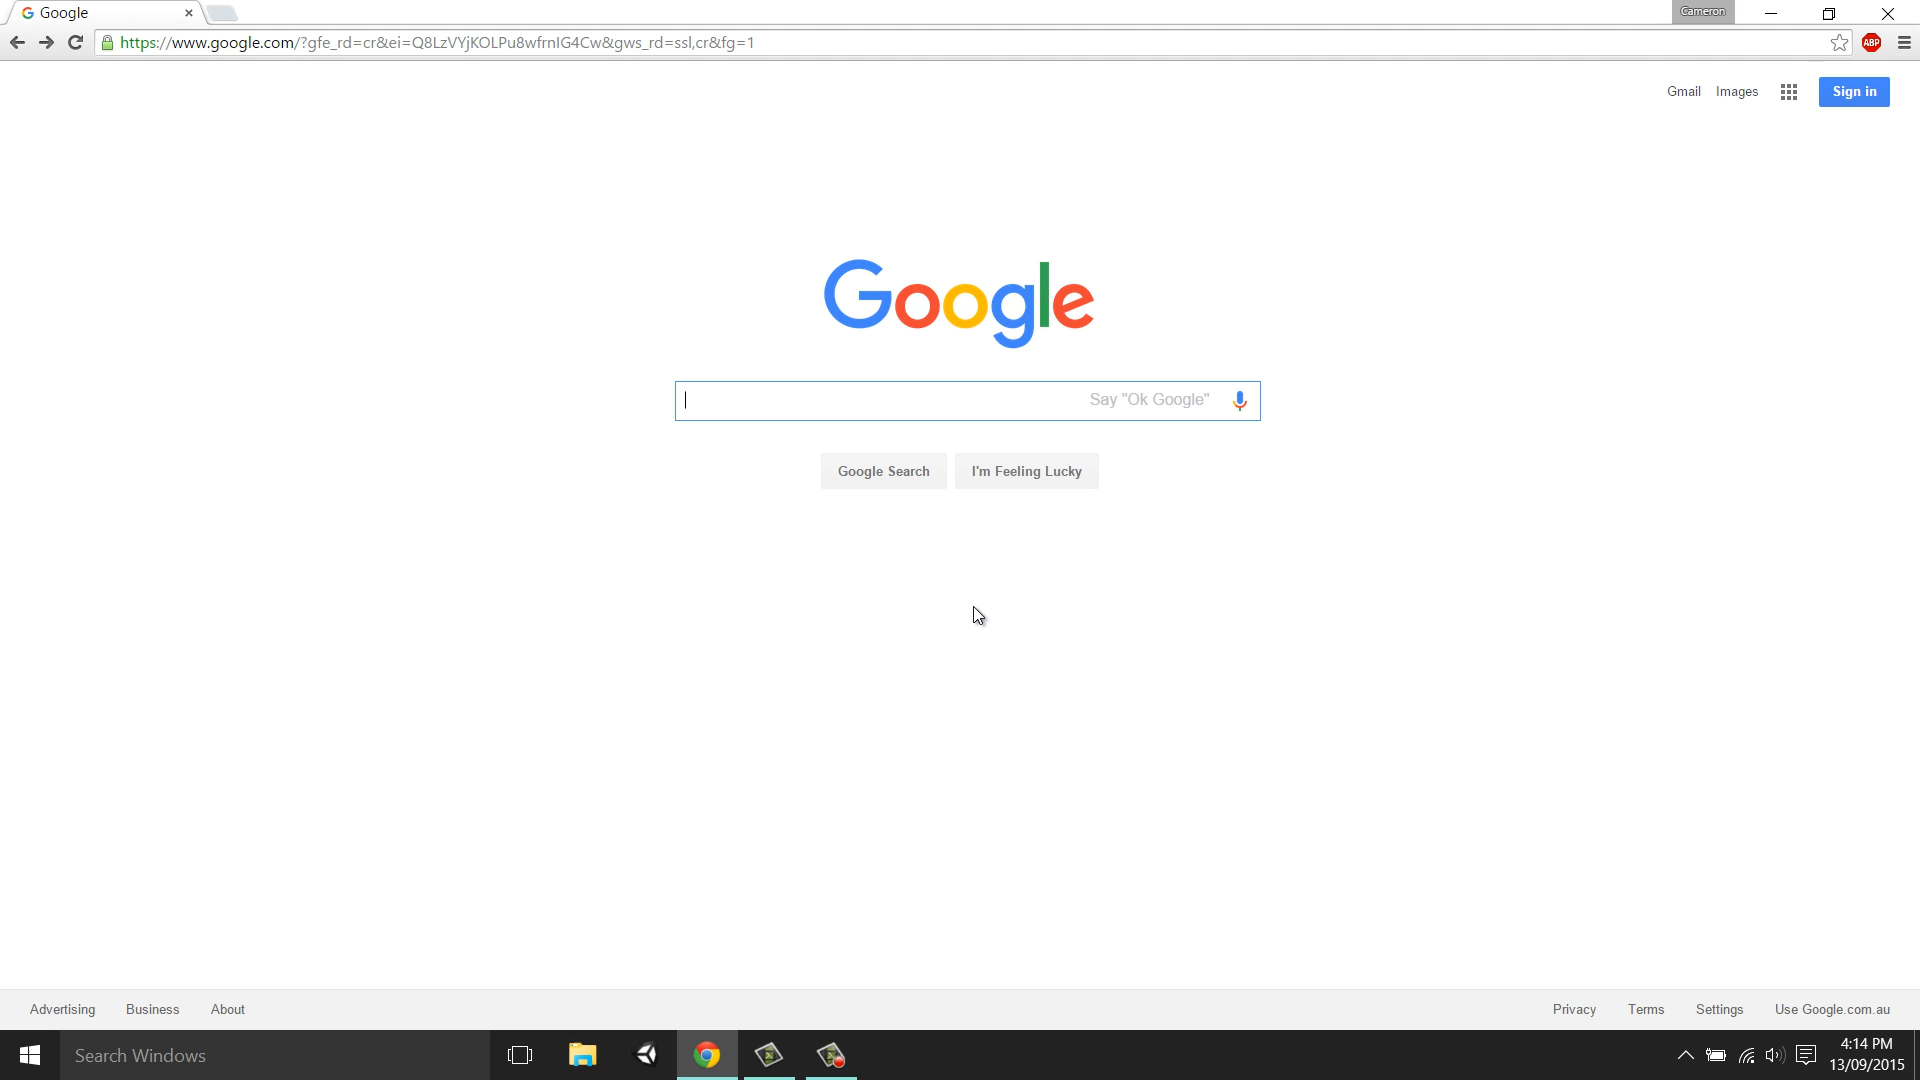 Google
Cameron
https://www.google.com/?gfe_rd=cr&ei=Q8LzVYjKOLPu8wfrnIG4Cw&gws_rd=ssl,cr&fg=1
ABP
Gmail Images Sign in
Google
Say "Ok Google"
Google Search I'm Feeling Lucky
Advertising Business About Privacy Terms Settings Use Google.com.au
Search Windows
4:14 PM
13/09/2015